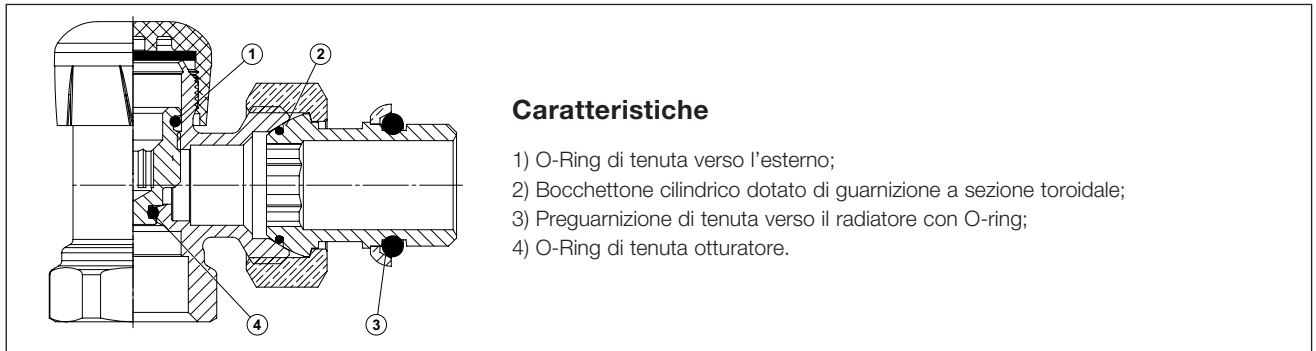 1
2
Caratteristiche
1) O-Ring di tenuta verso l'esterno;
2) Bocchettone cilindrico dotato di guarnizione a sezione toroidale;
3) Preguarnizione di tenuta verso il radiatore con O-ring;
4) O-Ring di tenuta otturatore.
4
3